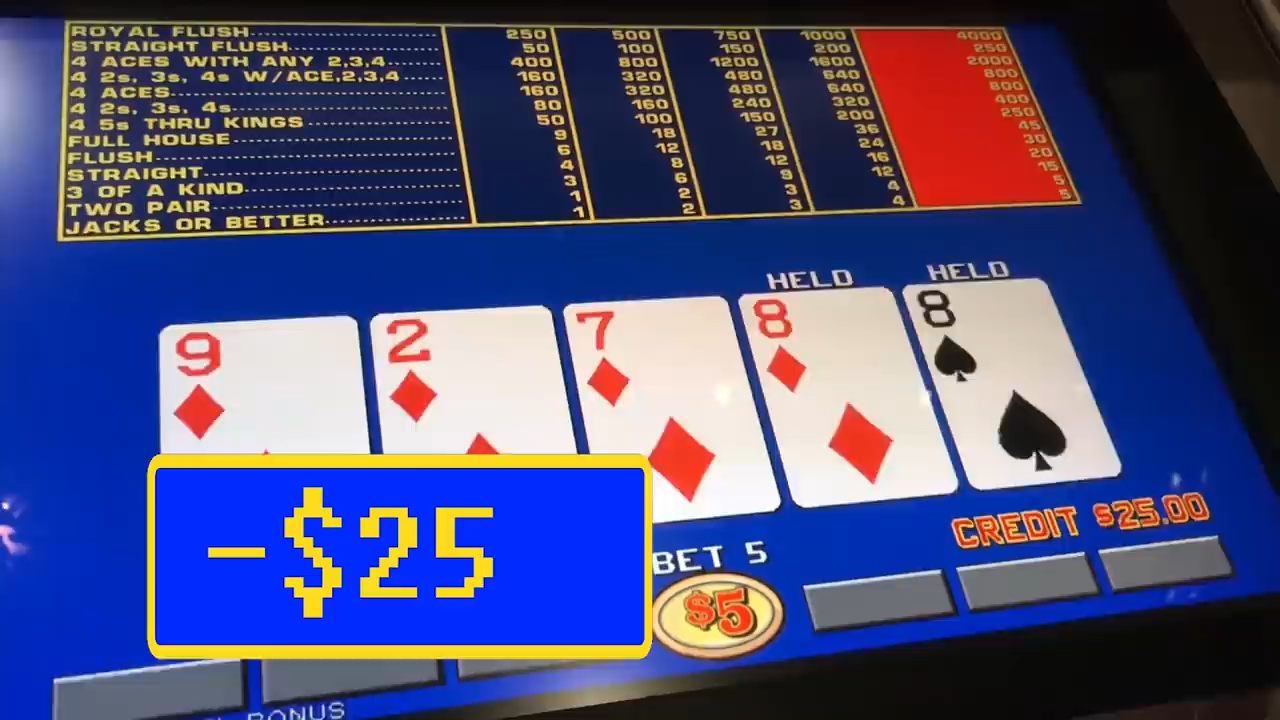 ROYAL FLUSH 250 500 750 1000 4000
STRAIGHT FLUSH 50 100 150 200 250
4 ACES WITH ANY 2,3,4 400 800 1200 1600 2000
4 2s, 3s, 4s W/ACE,2,3,4 160 320 480 640 800
4 ACES 160 320 480 640 800
4 2s, 3s, 4s 80 160 240 320 400
4 5s THRU KINGS 50 100 150 200 250
FULL HOUSE 9 18 27 36 45
FLUSH 6 12 18 24 30
STRAIGHT 4 8 12 16 20
3 OF A KIND 3 6 9 12 15
TWO PAIR 1 2 3 4 5
JACKS OR BETTER 1 2 3 4 5
HELD HELD
9 2 7 8 8
-$25
BET 5
CREDIT $25.00
$5
BONUS